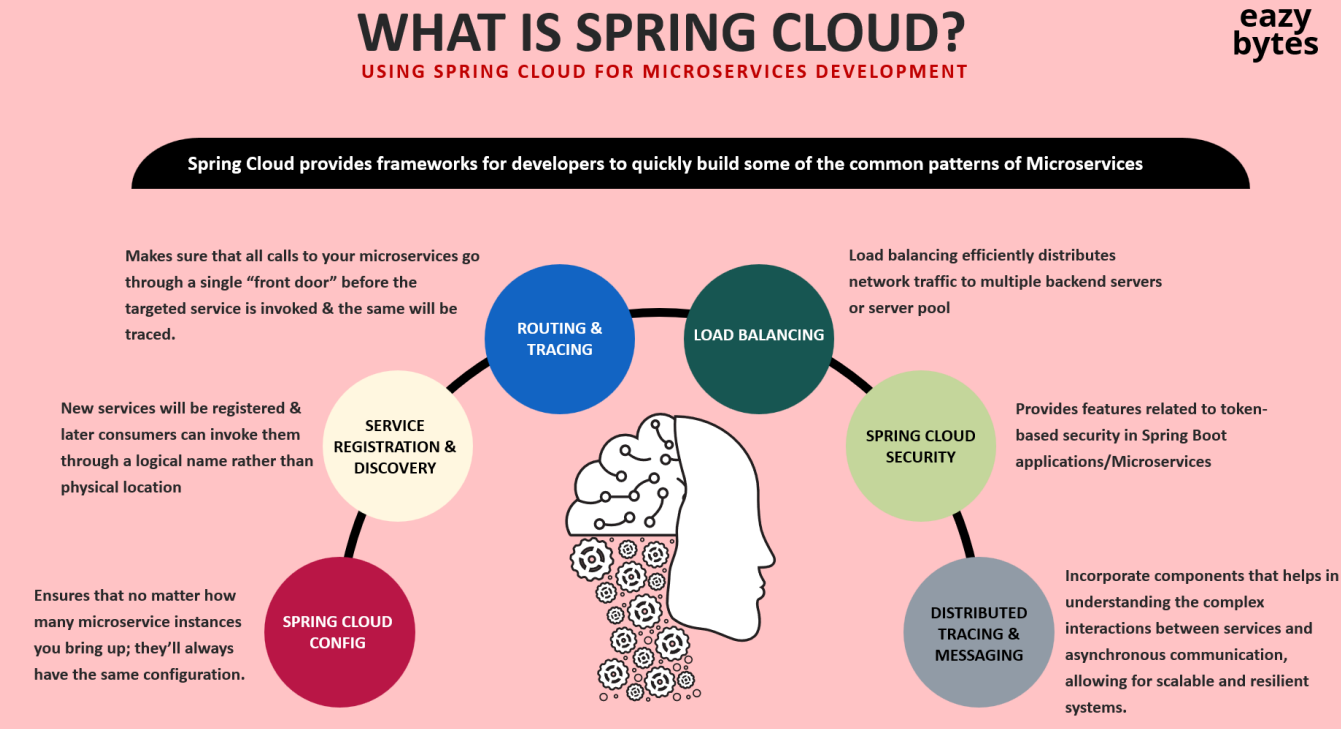 WHAT IS SPRING CLOUD?
USING SPRING CLOUD FOR MICROSERVICES DEVELOPMENT
eazy
bytes
Spring Cloud provides frameworks for developers to quickly build some of the common patterns of Microservices
Makes sure that all calls to your microservices go
through a single “front door” before the
targeted service is invoked & the same will be
traced.
ROUTING &
TRACING
LOAD BALANCING
Load balancing efficiently distributes
network traffic to multiple backend servers
or server pool
New services will be registered &
later consumers can invoke them
through a logical name rather than
physical location
SERVICE
REGISTRATION &
DISCOVERY
SPRING CLOUD
SECURITY
Provides features related to token-
based security in Spring Boot
applications/Microservices
Ensures that no matter how
many microservice instances
you bring up; they’ll always
have the same configuration.
SPRING CLOUD
CONFIG
DISTRIBUTED
TRACING &
MESSAGING
Incorporate components that helps in
understanding the complex
interactions between services and
asynchronous communication,
allowing for scalable and resilient
systems.